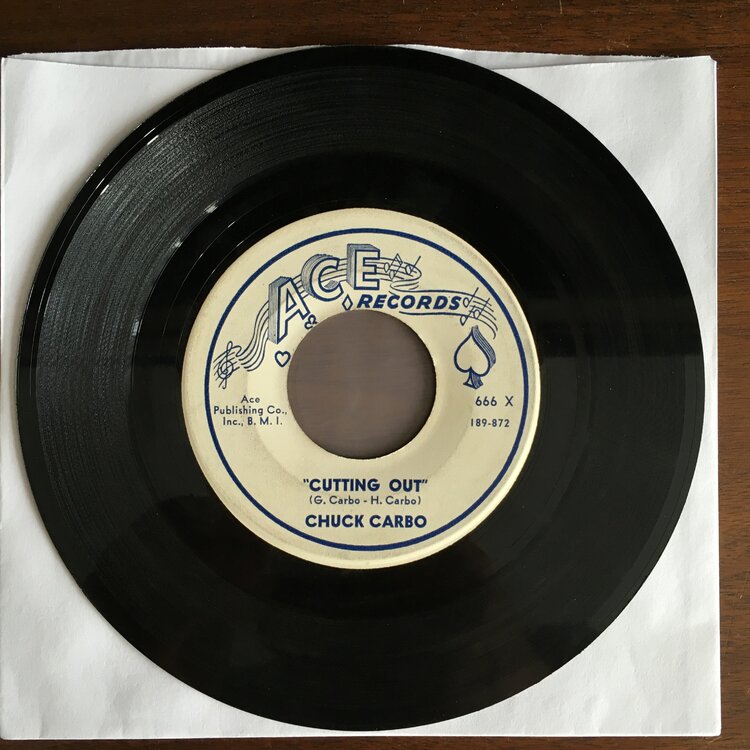 ACE
RECORDS
Ace
Publishing Co.,
Inc., B. M. I.
666 X
189-872
"CUTTING OUT"
(G. Carbo - H. Carbo)
CHUCK CARBO